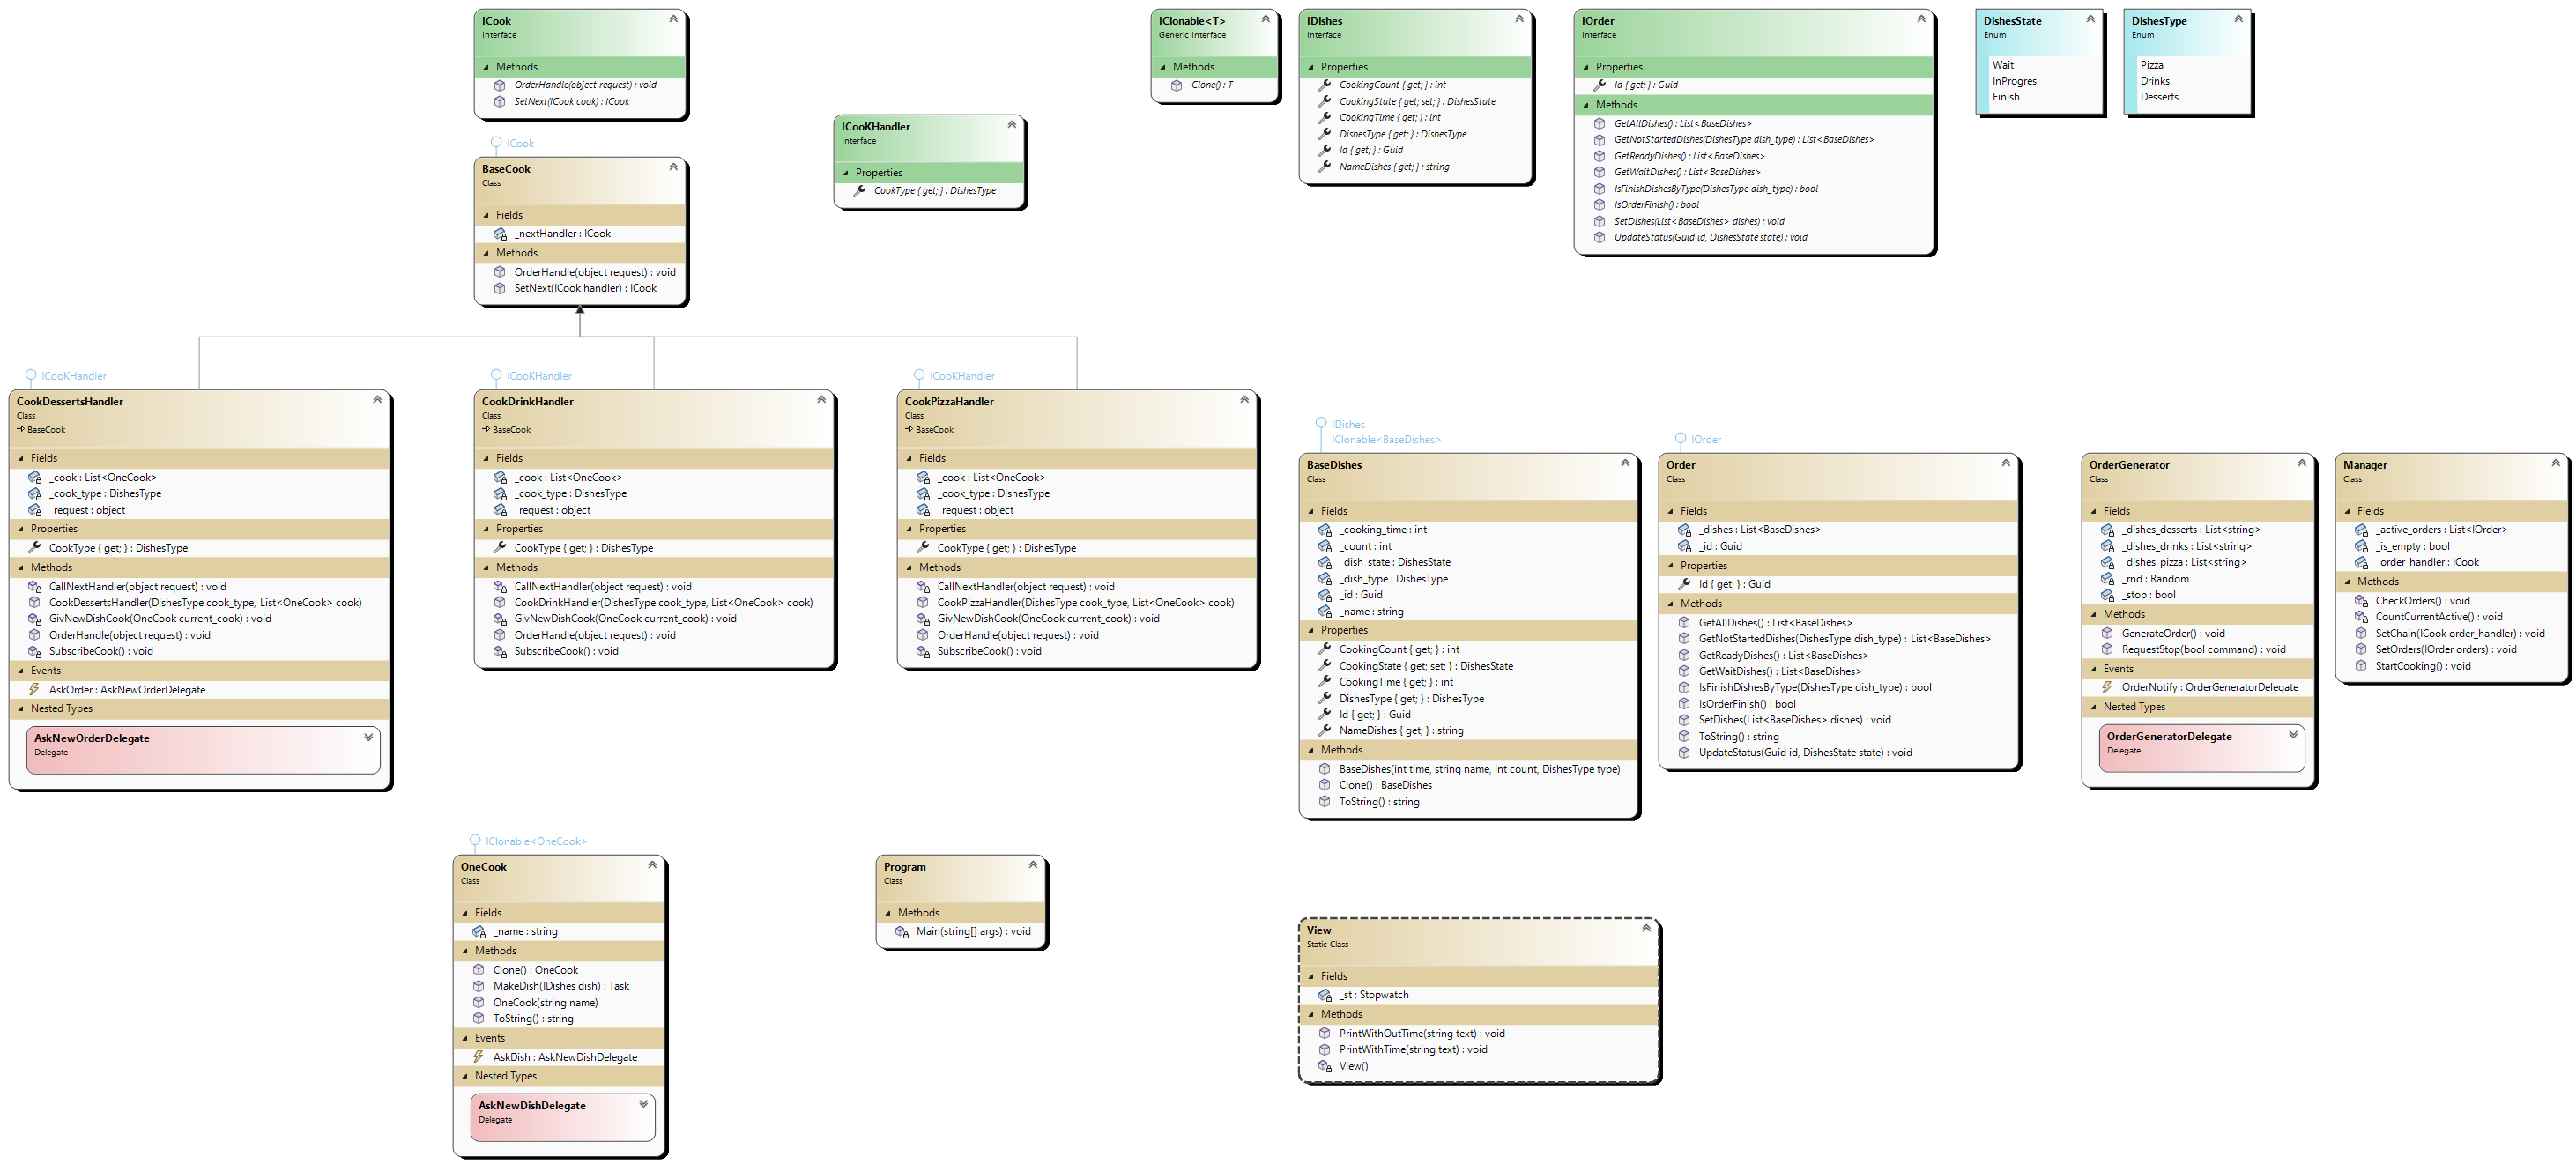 ICook
Interface
Methods
OrderHandle(object request) : void
SetNext(ICook cook) : ICook
ICooKHandler
Interface
Properties
CookType { get; } : DishesType
IClonable<T>
Generic Interface
Methods
Clone() : T
IDishes
Interface
Properties
CookingCount { get; } : int
CookingState { get; set; } : DishesState
CookingTime { get; } : int
DishesType { get; } : DishesType
Id { get; } : Guid
NameDishes { get; } : string
IOrder
Interface
Properties
Id { get; } : Guid
Methods
GetAllDishes() : List<BaseDishes>
GetNotStartedDishes(DishesType dish_type) : List<BaseDishes>
GetReadyDishes() : List<BaseDishes>
GetWaitDishes() : List<BaseDishes>
IsFinishDishesByType(DishesType dish_type) : bool
IsOrderFinish() : bool
SetDishes(List<BaseDishes> dishes) : void
UpdateStatus(Guid id, DishesState state) : void
DishesState
Enum
Wait
InProgres
Finish
DishesType
Enum
Pizza
Drinks
Desserts
ICook
BaseCook
Class
Fields
_nextHandler : ICook
Methods
OrderHandle(object request) : void
SetNext(ICook handler) : ICook
ICooKHandler
CookDessertsHandler
Class
BaseCook
Fields
_cook : List<OneCook>
_cook_type : DishesType
_request : object
Properties
CookType { get; } : DishesType
Methods
CallNextHandler(object request) : void
CookDessertsHandler(DishesType cook_type, List<OneCook> cook)
GivNewDishCook(OneCook current_cook) : void
OrderHandle(object request) : void
SubscribeCook() : void
Events
AskOrder : AskNewOrderDelegate
Nested Types
AskNewOrderDelegate
Delegate
ICooKHandler
CookDrinkHandler
Class
BaseCook
Fields
_cook : List<OneCook>
_cook_type : DishesType
_request : object
Properties
CookType { get; } : DishesType
Methods
CallNextHandler(object request) : void
CookDrinkHandler(DishesType cook_type, List<OneCook> cook)
GivNewDishCook(OneCook current_cook) : void
OrderHandle(object request) : void
SubscribeCook() : void
ICooKHandler
CookPizzaHandler
Class
BaseCook
Fields
_cook : List<OneCook>
_cook_type : DishesType
_request : object
Properties
CookType { get; } : DishesType
Methods
CallNextHandler(object request) : void
CookPizzaHandler(DishesType cook_type, List<OneCook> cook)
GivNewDishCook(OneCook current_cook) : void
OrderHandle(object request) : void
SubscribeCook() : void
IDishes
IClonable<BaseDishes>
BaseDishes
Class
Fields
_cooking_time : int
_count : int
_dish_state : DishesState
_dish_type : DishesType
_id : Guid
_name : string
Properties
CookingCount { get; } : int
CookingState { get; set; } : DishesState
CookingTime { get; } : int
DishesType { get; } : DishesType
Id { get; } : Guid
NameDishes { get; } : string
Methods
BaseDishes(int time, string name, int count, DishesType type)
Clone() : BaseDishes
ToString() : string
IOrder
Order
Class
Fields
_dishes : List<BaseDishes>
_id : Guid
Properties
Id { get; } : Guid
Methods
GetAllDishes() : List<BaseDishes>
GetNotStartedDishes(DishesType dish_type) : List<BaseDishes>
GetReadyDishes() : List<BaseDishes>
GetWaitDishes() : List<BaseDishes>
IsFinishDishesByType(DishesType dish_type) : bool
IsOrderFinish() : bool
SetDishes(List<BaseDishes> dishes) : void
ToString() : string
UpdateStatus(Guid id, DishesState state) : void
OrderGenerator
Class
Fields
_dishes_desserts : List<string>
_dishes_drinks : List<string>
_dishes_pizza : List<string>
_rnd : Random
_stop : bool
Methods
GenerateOrder() : void
RequestStop(bool command) : void
Events
OrderNotify : OrderGeneratorDelegate
Nested Types
OrderGeneratorDelegate
Delegate
Manager
Class
Fields
_active_orders : List<IOrder>
_is_empty : bool
_order_handler : ICook
Methods
CheckOrders() : void
CountCurrentActive() : void
SetChain(ICook order_handler) : void
SetOrders(IOrder orders) : void
StartCooking() : void
IClonable<OneCook>
OneCook
Class
Fields
_name : string
Methods
Clone() : OneCook
MakeDish(IDishes dish) : Task
OneCook(string name)
ToString() : string
Events
AskDish : AskNewDishDelegate
Nested Types
AskNewDishDelegate
Delegate
Program
Class
Methods
Main(string[] args) : void
View
Static Class
Fields
_st : Stopwatch
Methods
PrintWithOutTime(string text) : void
PrintWithTime(string text) : void
View()